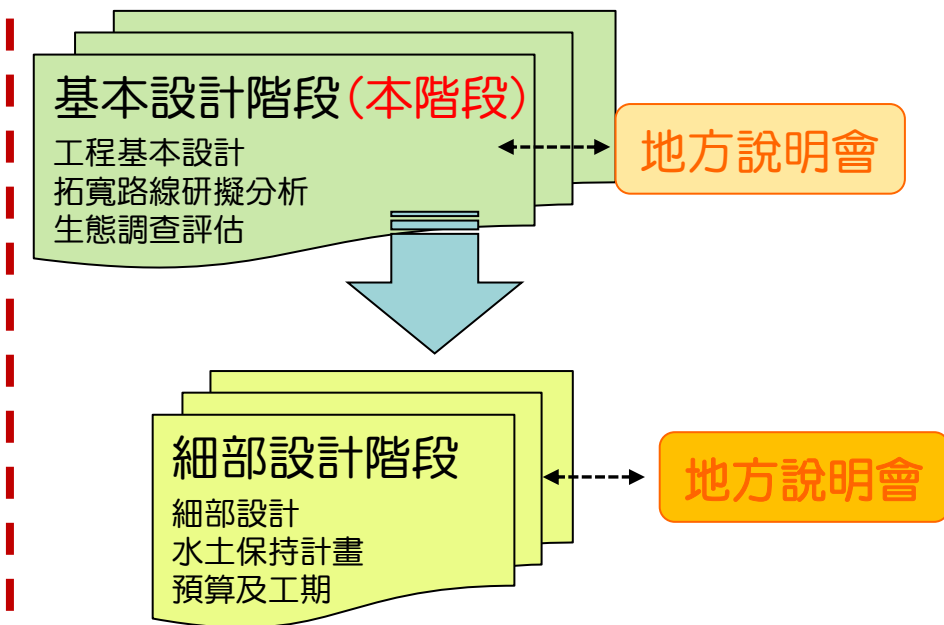 基本設計階段(本階段)
工程基本設計
拓寬路線研擬分析
生態調查評估
地方說明會
細部設計階段
細部設計
水土保持計畫
預算及工期
地方說明會